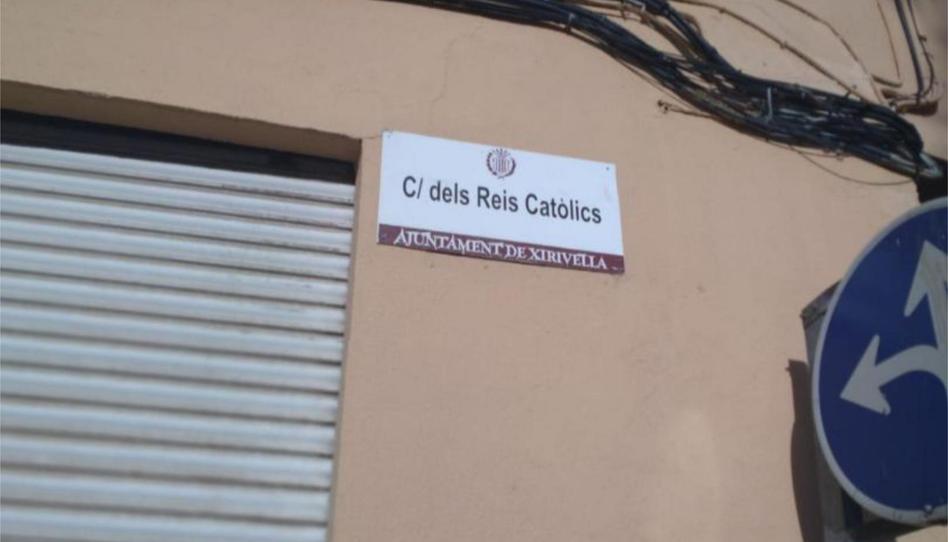 C/ dels Reis Catòlics
AJUNTAMENT DE XIRIVELLA